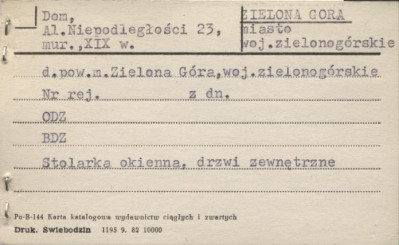 Dom,
Al.Niepodległości 23,
mur.,XIX w.
ZIELONA GÓRA
miasto
woj.zielonogórskie
d.pow.m.Zielona Góra,woj.zielonogórskie
Nr rej. z dn.
ODZ
BDZ
Stolarka okienna, drzwi zewnętrzne
Pu-B-144 Karta katalogowa wydawnictw ciągłych i zwartych
Druk. Świebodzin 1195 9. 82 10000